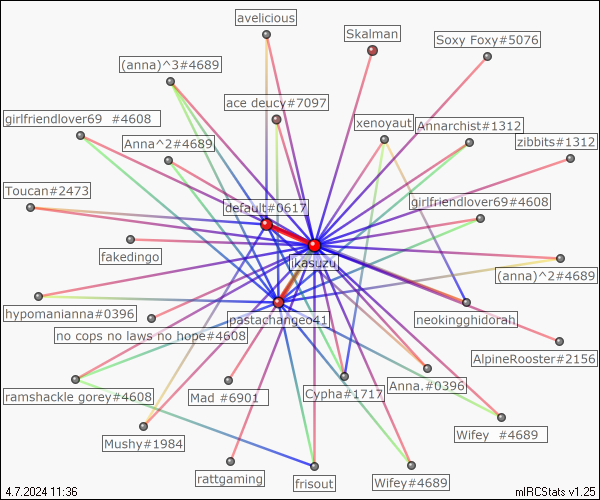 avelicious
Skalman
Soxy Foxy#5076
(anna)^3#4689
ace deucy#7097
girlfriendlover69 #4608
xenoyaut
Annarchist#1312
Anna^2#4689
zibbits#1312
Toucan#2473
default#0617
girlfriendlover69#4608
fakedingo
ikasuzu
(anna)^2#4689
hypomanianna#0396
pastachangeo41
neokingghidorah
no cops no laws no hope#4608
AlpineRooster#2156
ramshackle gorey#4608
Mad #6901
Cypha#1717
Anna.#0396
Mushy#1984
Wifey #4689
rattgaming
frisout
Wifey#4689
4.7.2024 11:36
mIRCStats v1.25